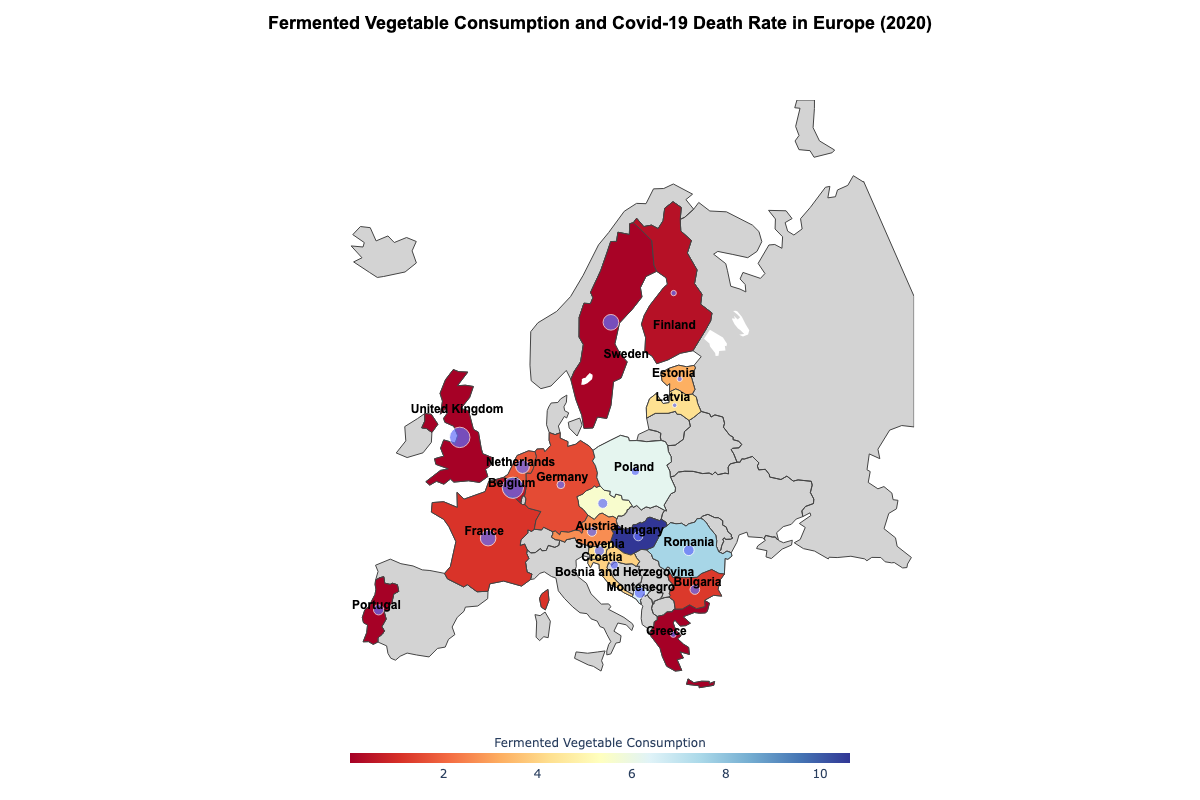 Fermented Vegetable Consumption and Covid-19 Death Rate in Europe (2020)
Finland
Sweden
Estonia
Latvia
United Kingdom
Netherlands
Poland
Germany
Belgium
Austria
Hungary
France
Slovenia
Romania
Croatia
Bosnia and Herzegovina
Bulgaria
Montenegro
Portugal
Greece
Fermented Vegetable Consumption
2 4 6 8 10